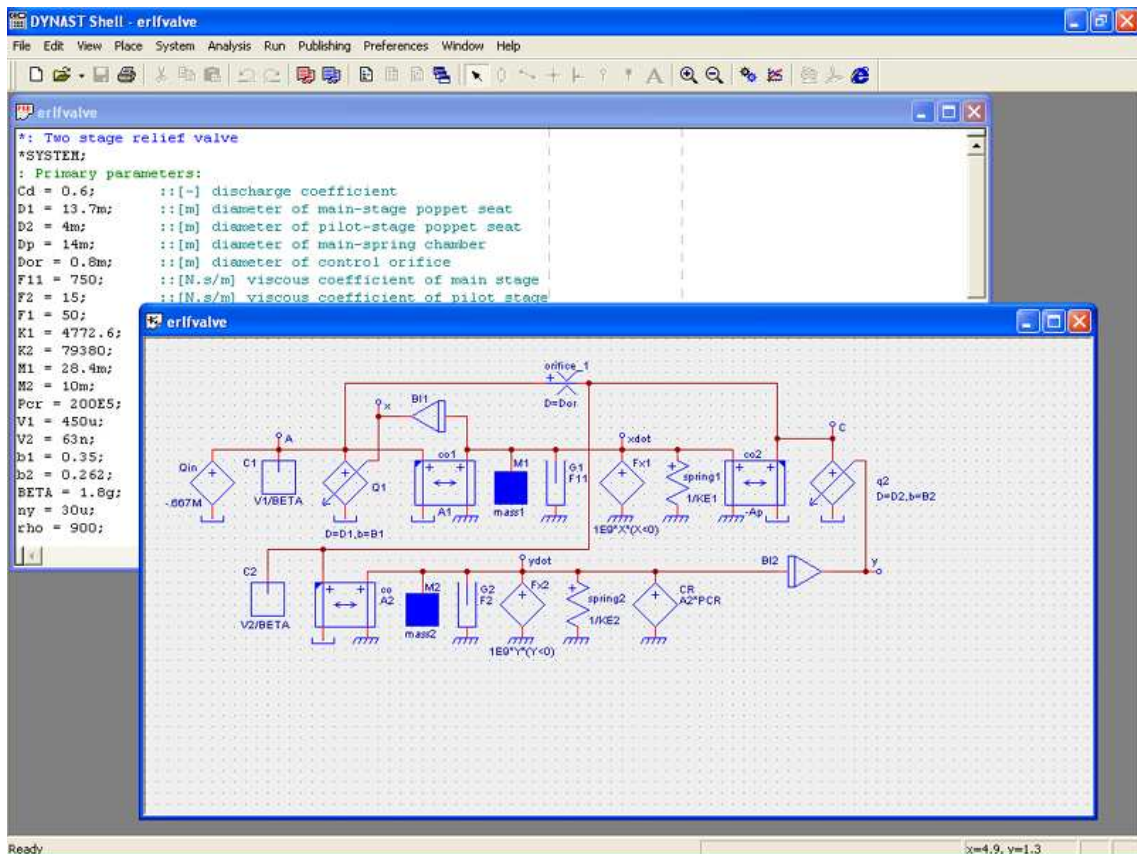 DYNAST Shell - erlfvalve
File Edit View Place System Analysis Run Publishing Preferences Window Help
erlfvalve
*: Two stage relief valve
*SYSTEM;
: Primary parameters:
Cd = 0.6; ::[-] discharge coefficient
D1 = 13.7m; ::[m] diameter of main-stage poppet seat
D2 = 4m; ::[m] diameter of pilot-stage poppet seat
Dp = 14m; ::[m] diameter of main-spring chamber
Dor = 0.8m; ::[m] diameter of control orifice
F11 = 750; ::[N.s/m] viscous coefficient of main stage
F2 = 15; ::[N.s/m] viscous coefficient of pilot stage
F1 = 50;
K1 = 4772.6;
K2 = 79380;
M1 = 28.4m;
M2 = 10m;
Pcr = 200E5;
V1 = 450u;
V2 = 63n;
b1 = 0.35;
b2 = 0.262;
BETA = 1.8g;
ny = 30u;
rho = 900;
erlfvalve
orifice_1
D=Dor
x
BI1
A
xdot
C
Qin
-.667M
C1
V1/BETA
Q1
D=D1,b=B1
co1
A1
M1
mass1
G1
F11
Fx1
1E9*X*(X<0)
spring1
1/KE1
co2
-Ap
q2
D=D2,b=B2
C2
V2/BETA
co
A2
M2
mass2
G2
F2
ydot
Fx2
1E9*Y*(Y<0)
spring2
1/KE2
CR
A2*PCR
BI2
y
Ready
x=4.9, y=1.3